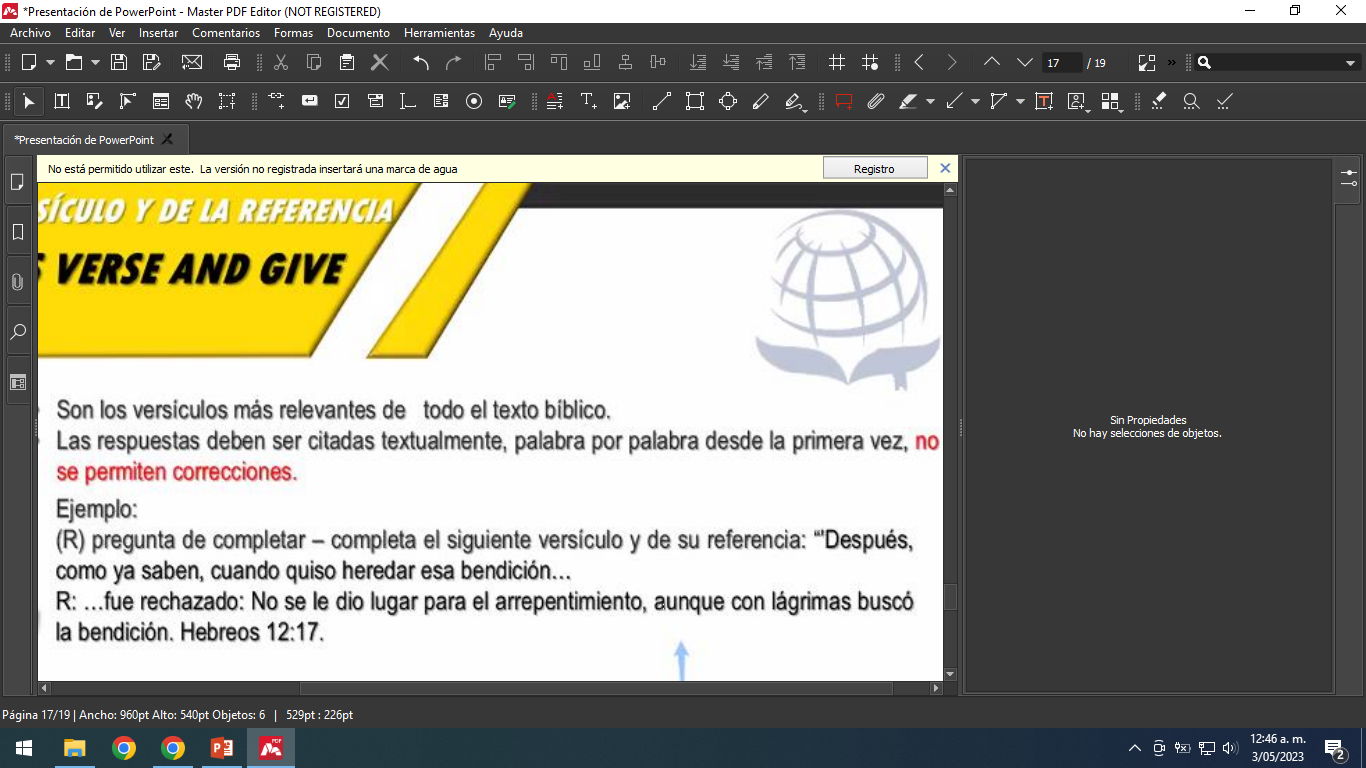 *Presentación de PowerPoint - Master PDF Editor (NOT REGISTERED)
Archivo Editar Ver Insertar Comentarios Formas Documento Herramientas Ayuda
17 / 19
*Presentación de PowerPoint
No está permitido utilizar este. La versión no registrada insertará una marca de agua
Registro
SÍCULO Y DE LA REFERENCIA
S VERSE AND GIVE
Son los versículos más relevantes de todo el texto bíblico.
Las respuestas deben ser citadas textualmente, palabra por palabra desde la primera vez, no
se permiten correcciones.
Ejemplo:
(R) pregunta de completar – completa el siguiente versículo y de su referencia: “'Después,
como ya saben, cuando quiso heredar esa bendición...
R: ...fue rechazado: No se le dio lugar para el arrepentimiento, aunque con lágrimas buscó
la bendición. Hebreos 12:17.
Sin Propiedades
No hay selecciones de objetos.
Página 17/19 | Ancho: 960pt Alto: 540pt Objetos: 6 | 529pt : 226pt
12:46 a. m.
3/05/2023
2